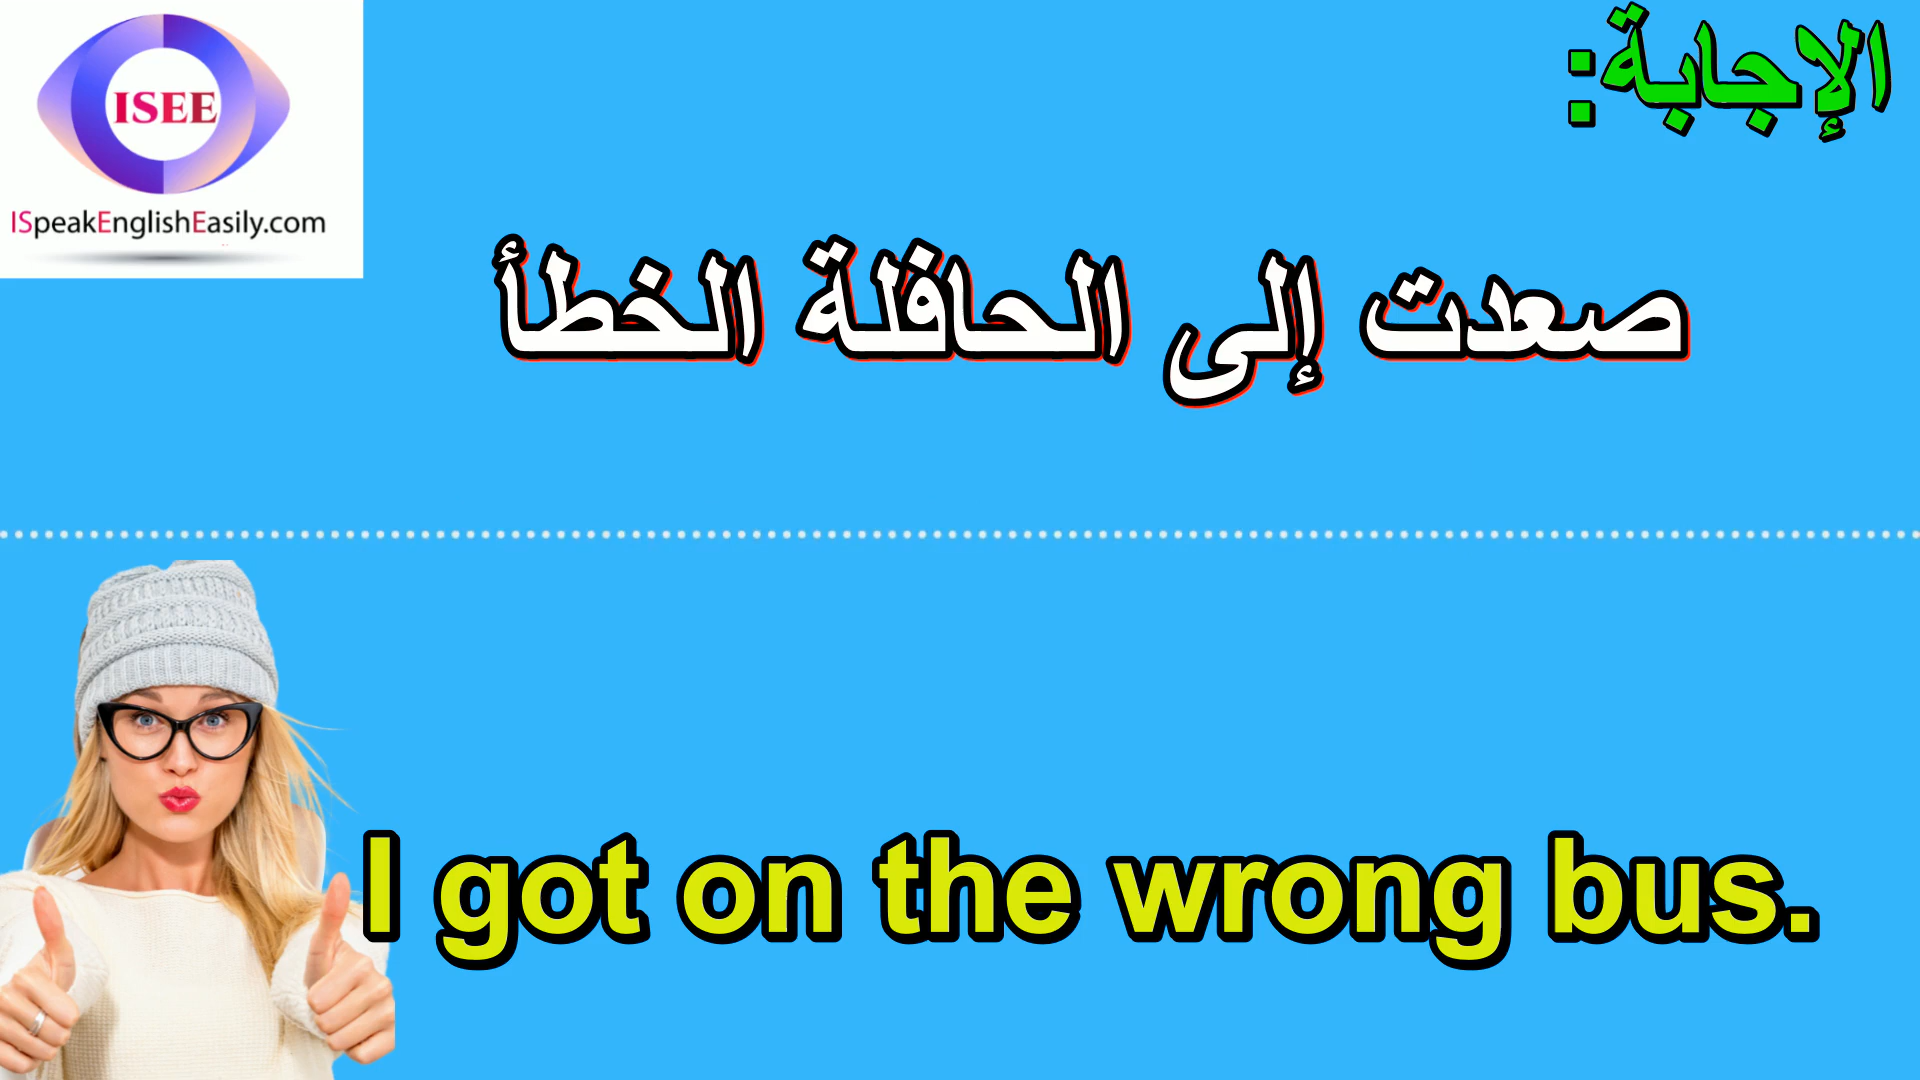 ISEE
ISpeakEnglishEasily.com
الإجابة:
صعدت إلى الحافلة الخطأ
I got on the wrong bus.